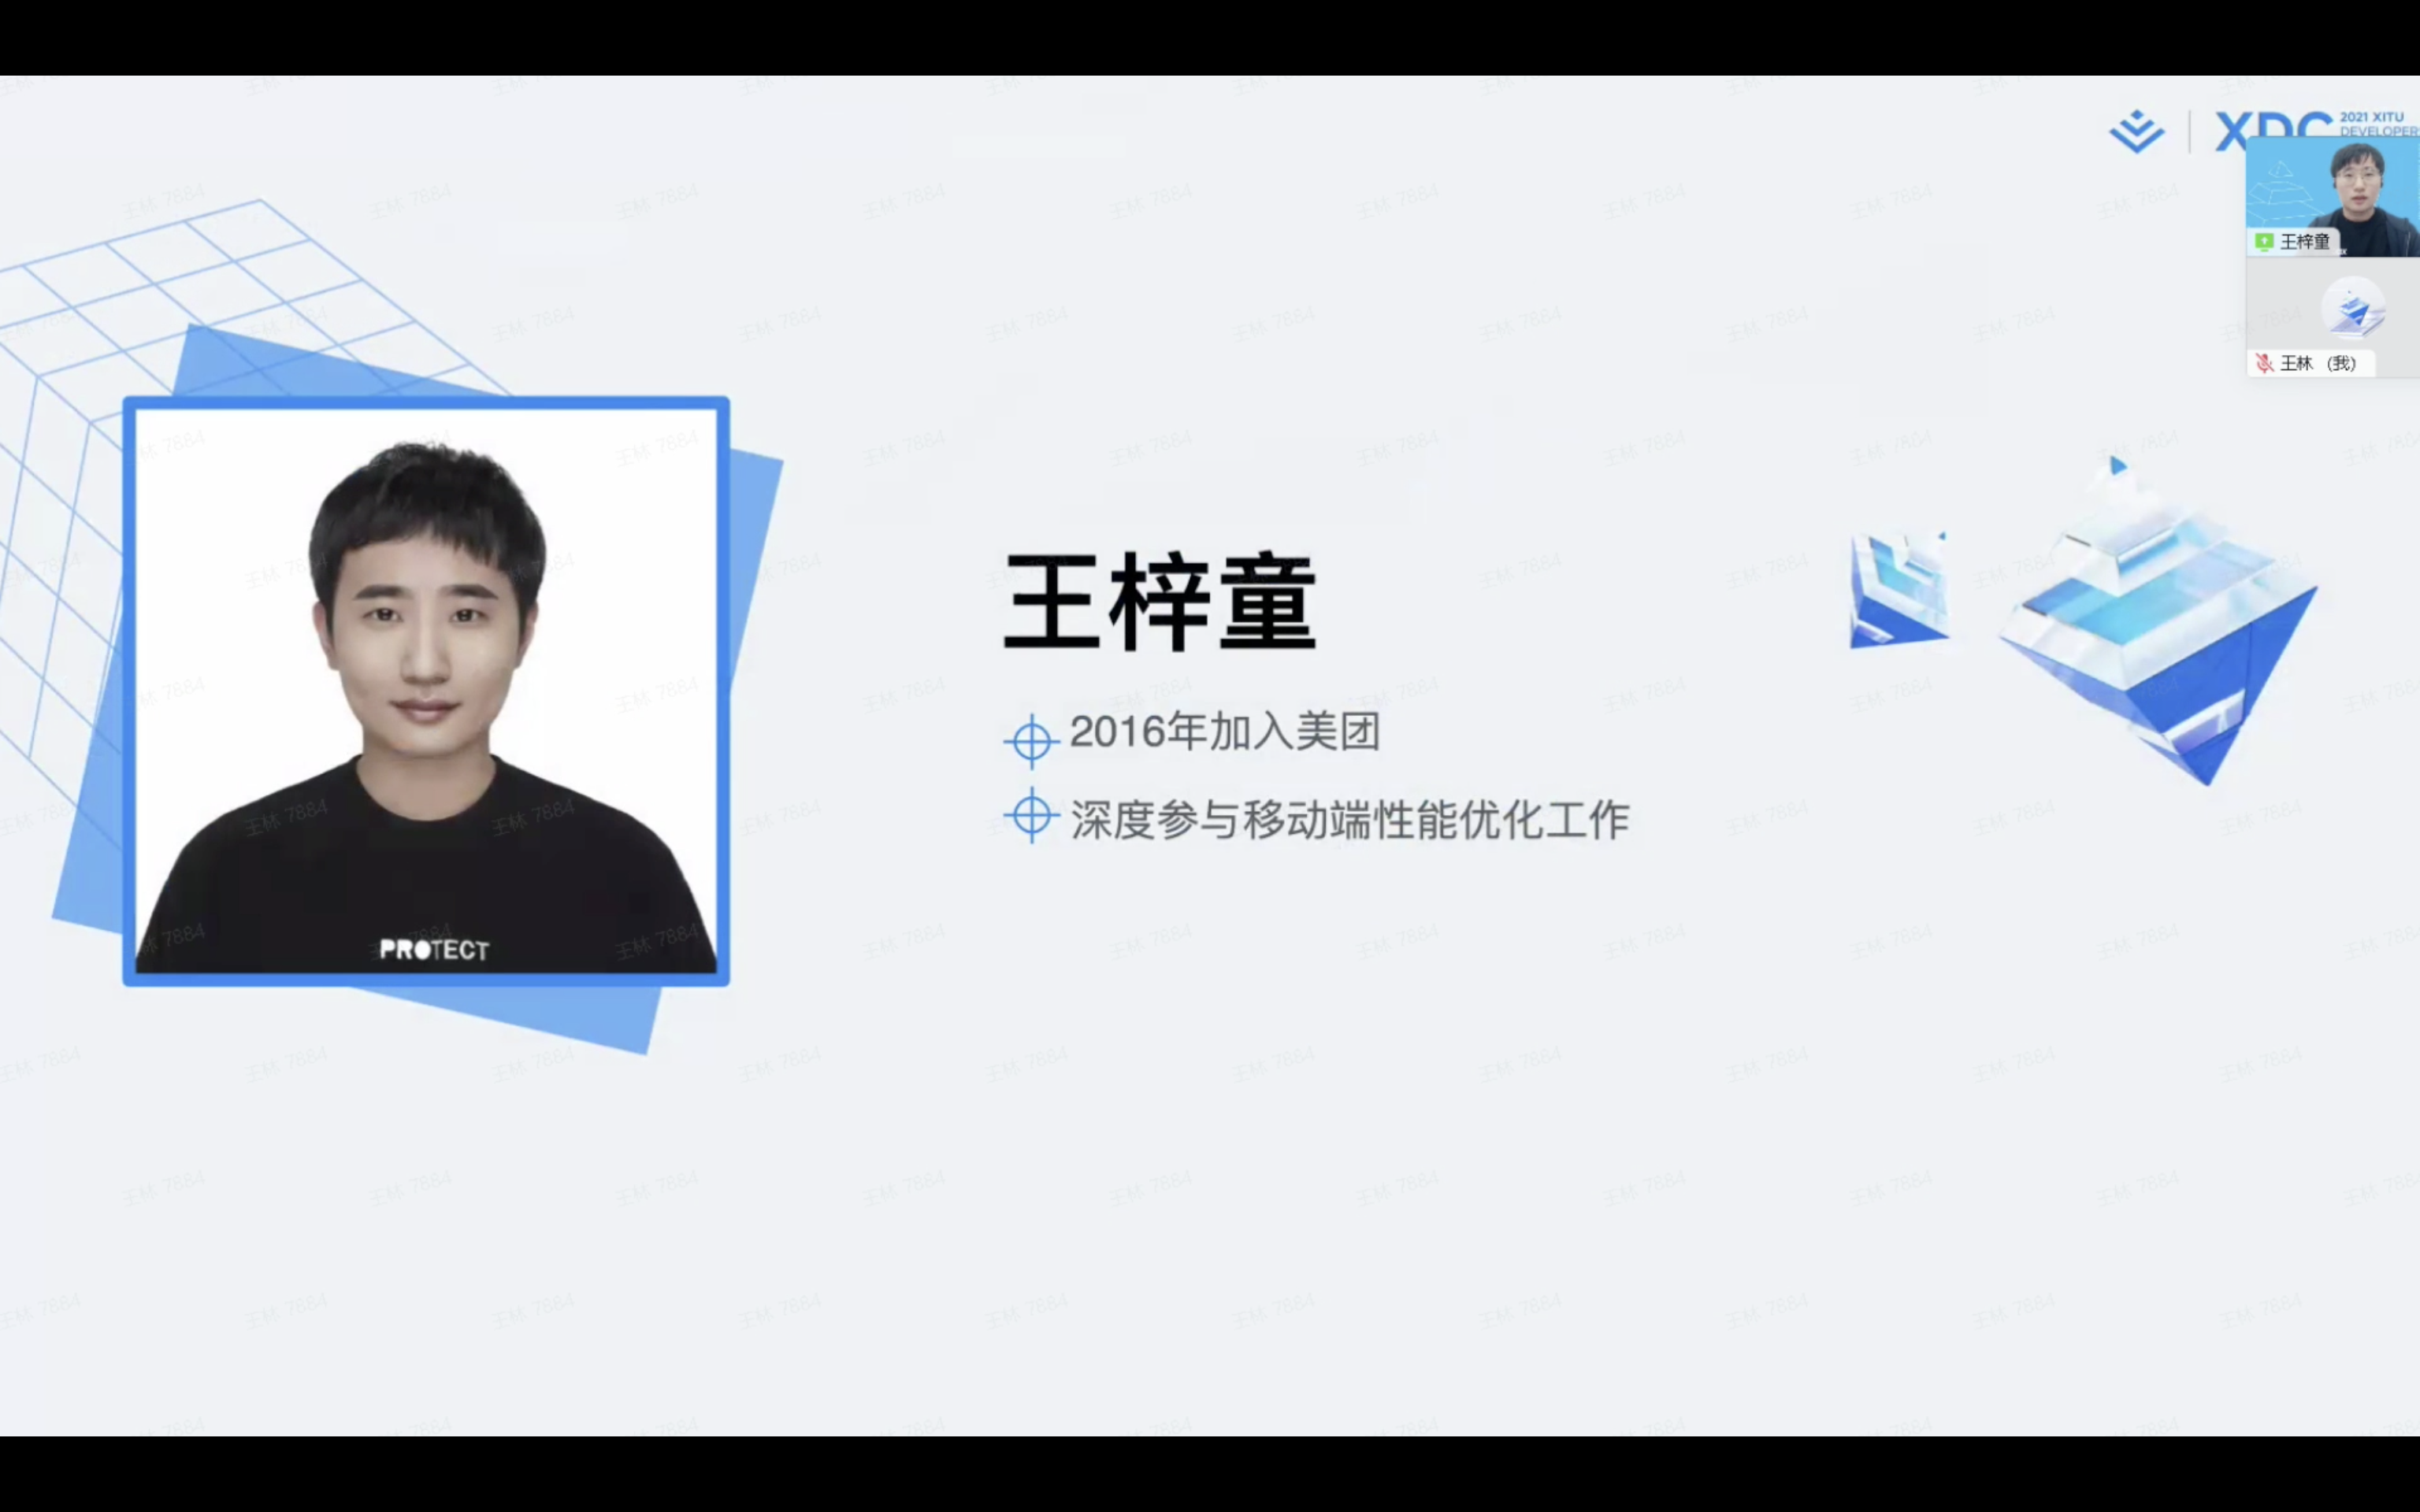 XDC
2021 XITU
DEVELOPER
王梓童
王林 （我）
王梓童
2016年加入美团
深度参与移动端性能优化工作
PROTECT
王林 7884